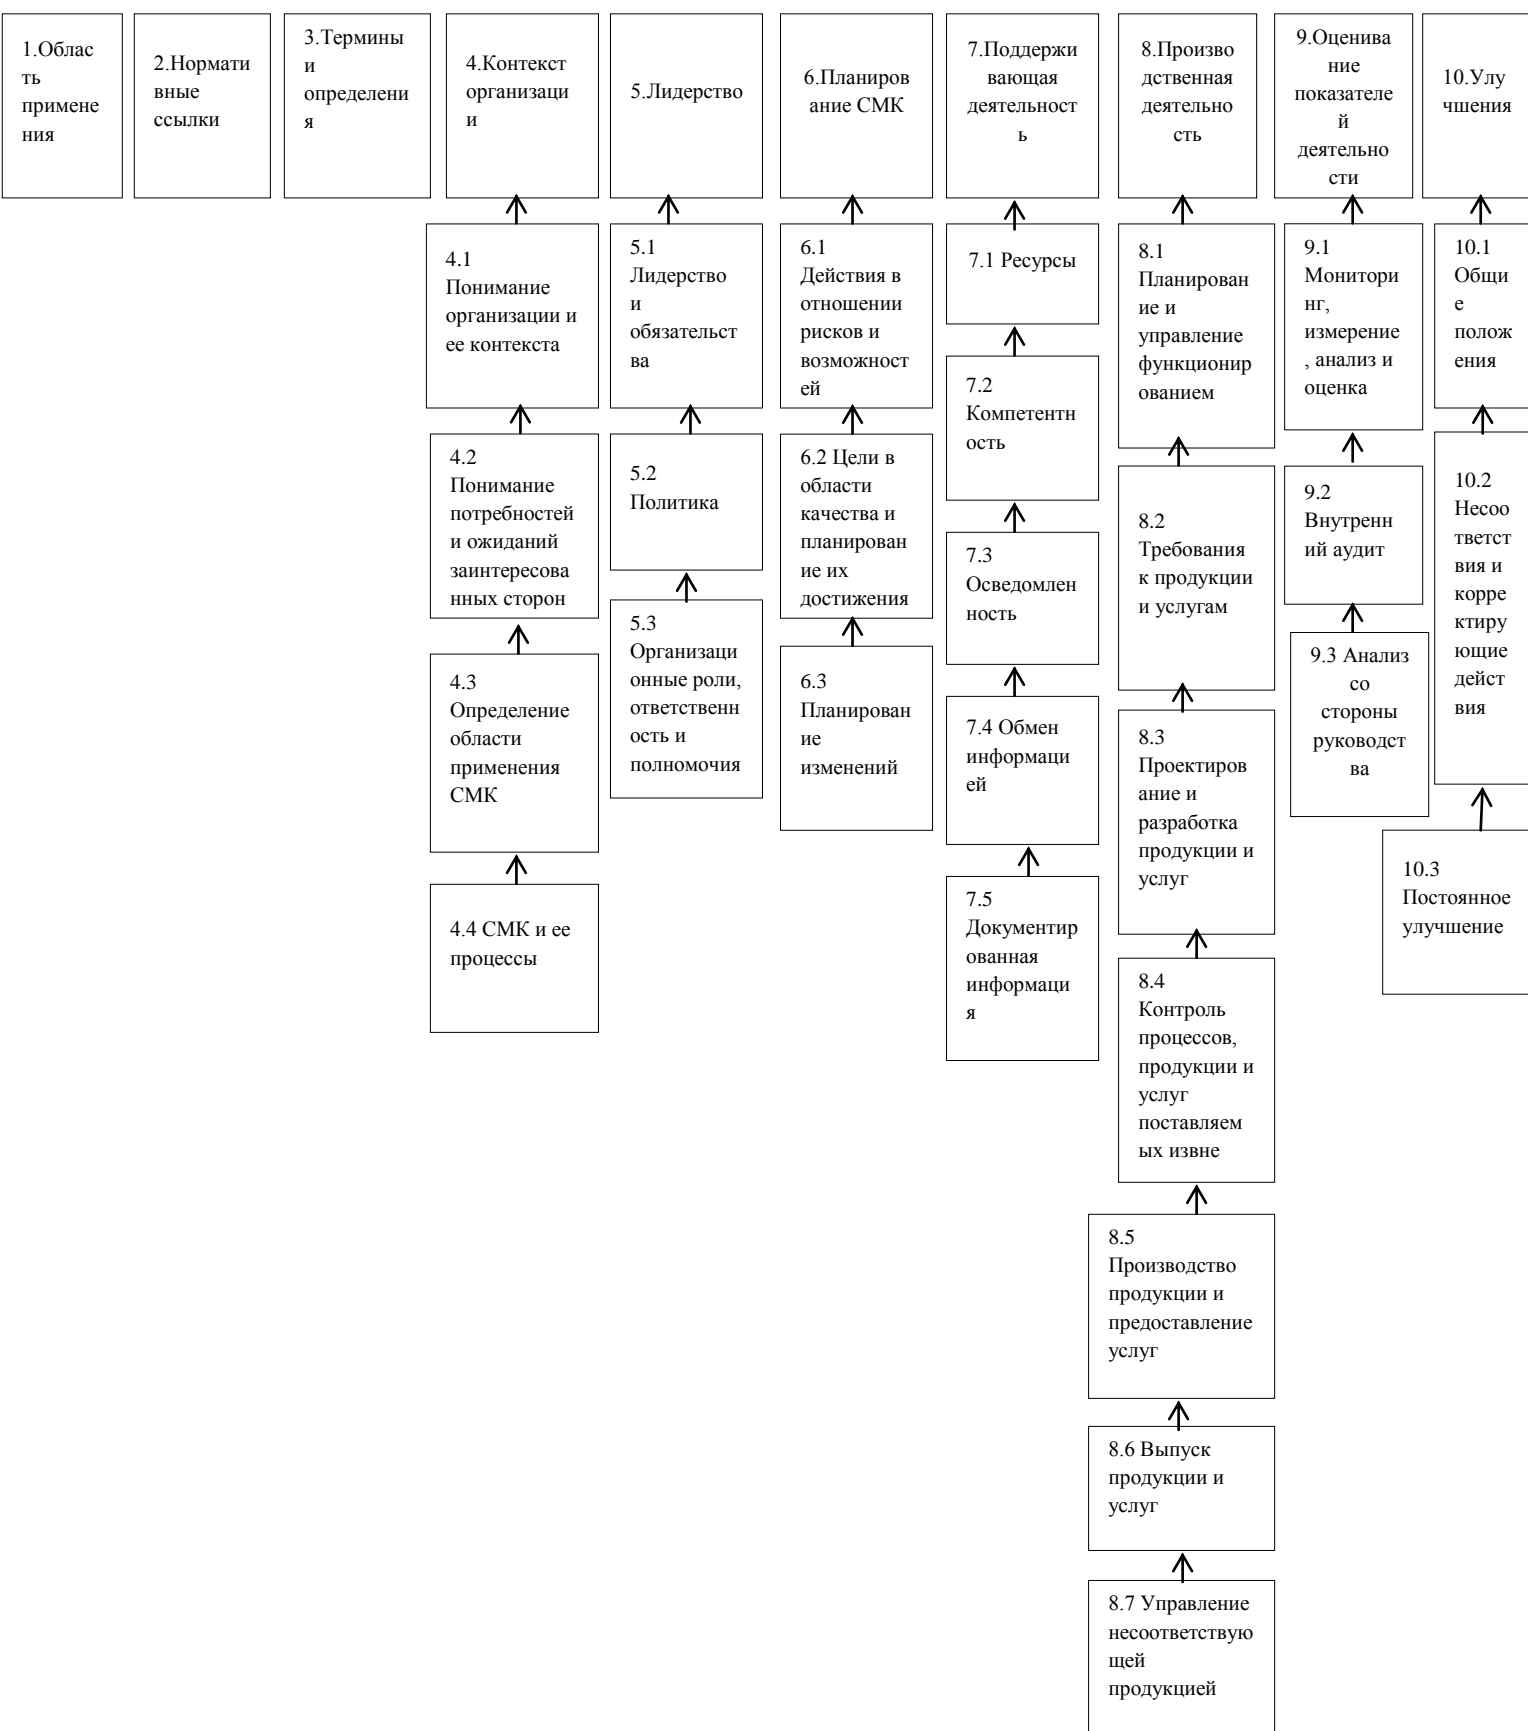 1.Облас
ть
примене
ния
2.Нормати
вные
ссылки
3.Термины
и
определени
я
4.Контекст
организаци
и
5.Лидерство
6.Планиров
ание СМК
7.Поддержи
вающая
деятельност
ь
8.Произво
дственная
деятельно
сть
9.Оценива
ние
показателе
й
деятельно
сти
10.Улу
чшения
4.1
Понимание
организации и
ее контекста
4.2
Понимание
потребностей
и ожиданий
заинтересова
нных сторон
4.3
Определение
области
применения
СМК
4.4 СМК и ее
процессы
5.1
Лидерство
и
обязательст
ва
5.2
Политика
5.3
Организаци
онные роли,
ответственн
ость и
полномочия
6.1
Действия в
отношении
рисков и
возможност
ей
6.2 Цели в
области
качества и
планирован
ие их
достижения
6.3
Планирован
ие
изменений
7.1 Ресурсы
7.2
Компетентн
ость
7.3
Осведомлен
ность
7.4 Обмен
информаци
ей
7.5
Документир
ованная
информаци
я
8.1
Планирован
ие и
управление
функционир
ованием
8.2
Требования
к продукции
и услугам
8.3
Проектиров
ание и
разработка
продукции и
услуг
8.4
Контроль
процессов,
продукции и
услуг
поставляем
ых извне
8.5
Производство
продукции и
предоставление
услуг
8.6 Выпуск
продукции и
услуг
8.7 Управление
несоответствую
щей
продукцией
9.1
Монитори
нг,
измерение
, анализ и
оценка
9.2
Внутренн
ий аудит
9.3 Анализ
со
стороны
руководст
ва
10.1
Общи
е
полож
ения
10.2
Несоо
тветст
вия и
корре
ктиру
ющие
дейст
вия
10.3
Постоянное
улучшение